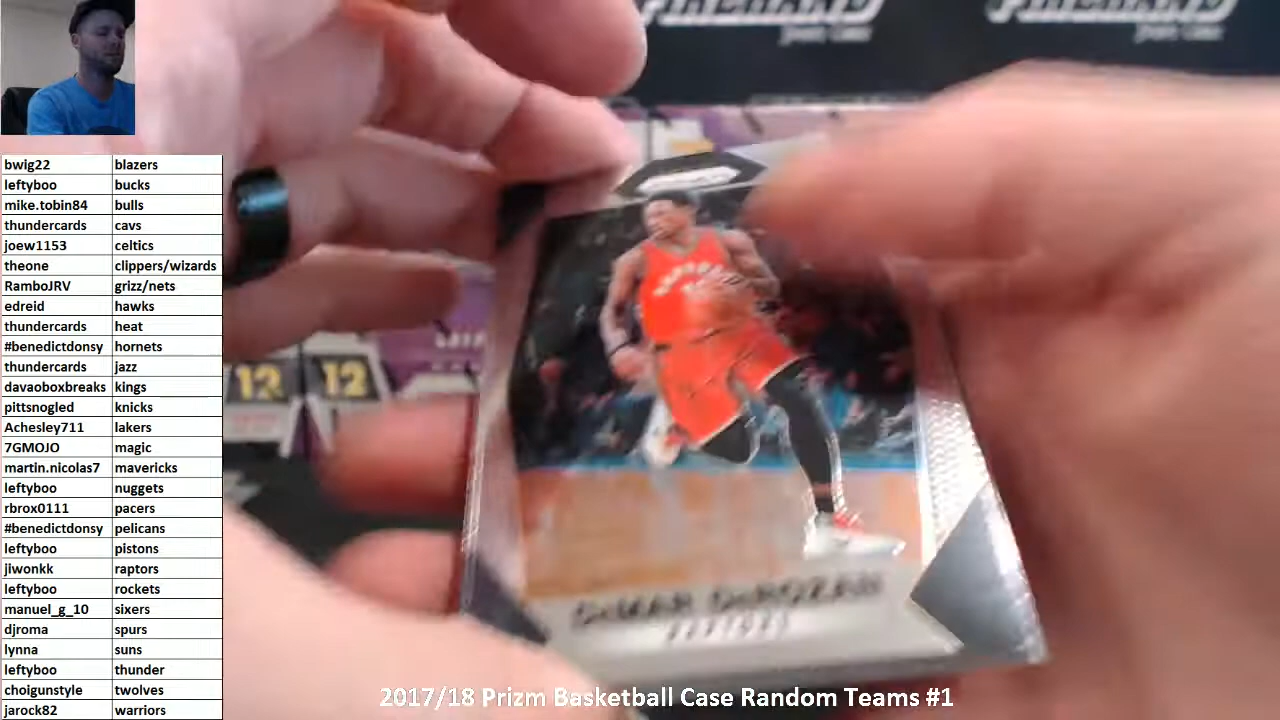 bwig22 blazers
leftyboo bucks
mike.tobin84 bulls
thundercards cavs
joew1153 celtics
theone clippers/wizards
RamboJRV grizz/nets
edreid hawks
thundercards heat
#benedictdonsy hornets
thundercards jazz
davaoboxbreaks kings
pittsnogled knicks
Achesley711 lakers
7GMOJO magic
martin.nicolas7 mavericks
leftyboo nuggets
rbrox0111 pacers
#benedictdonsy pelicans
leftyboo pistons
jiwonkk raptors
leftyboo rockets
manuel_g_10 sixers
djroma spurs
lynna suns
leftyboo thunder
choigunstyle twolves
jarock82 warriors
12 12
DeMAR DeROZAN
2017/18 Prizm Basketball Case Random Teams #1